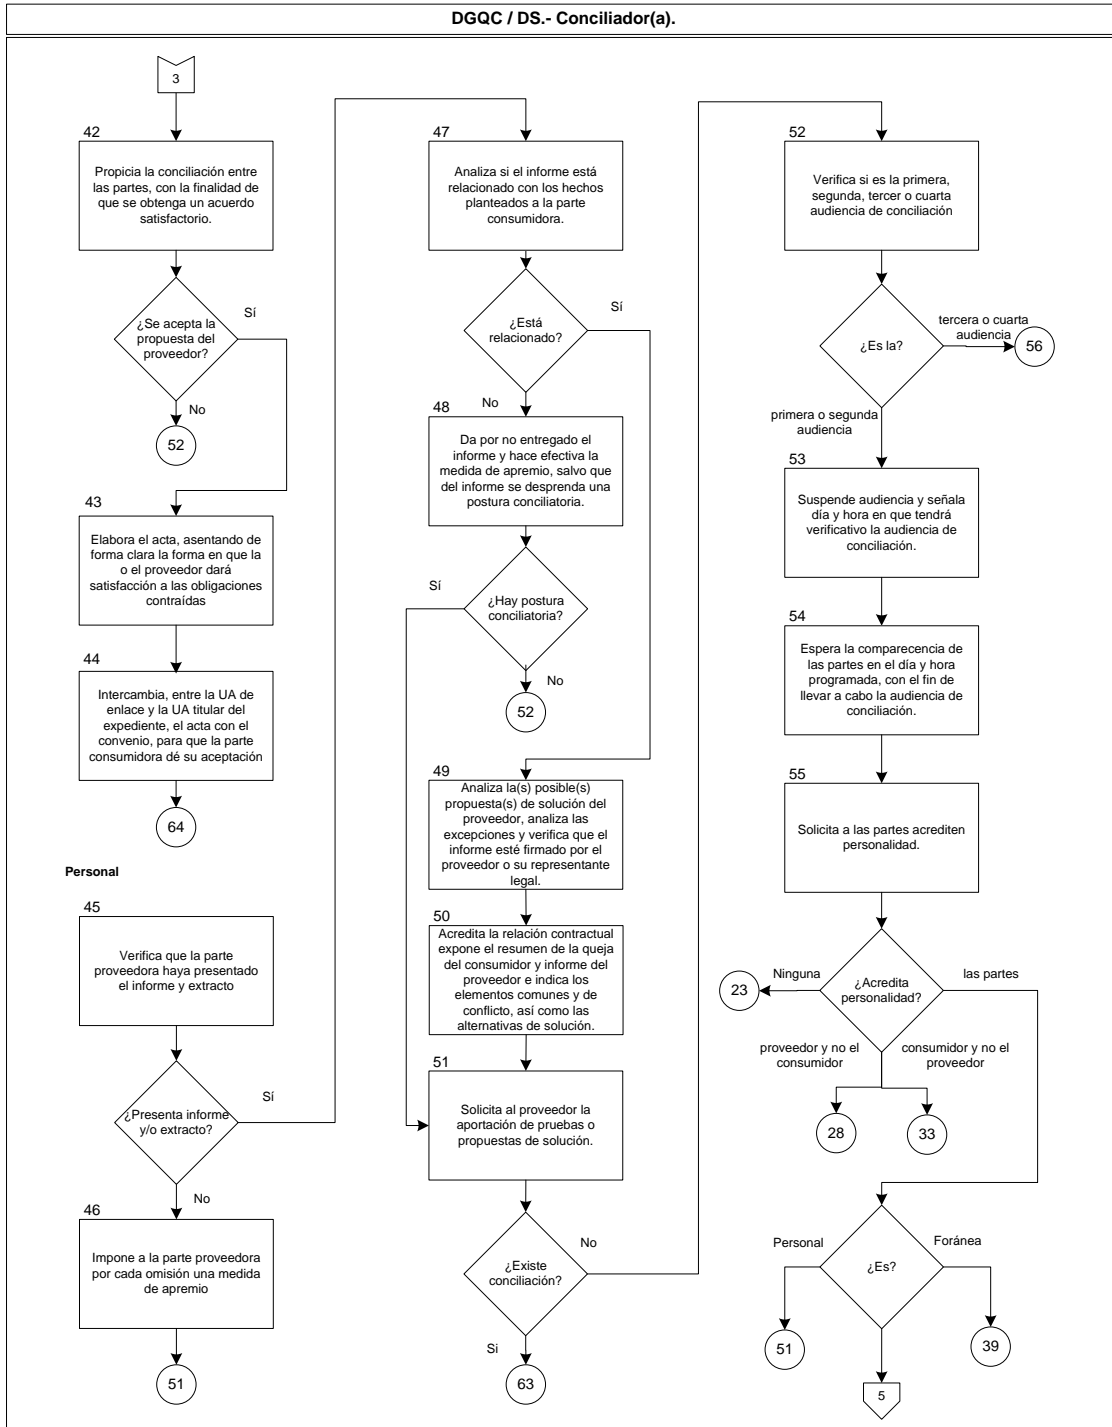 DGQC / DS.- Conciliador(a).
3
42
Propicia la conciliación entre
las partes, con la finalidad de
que se obtenga un acuerdo
satisfactorio.
¿Se acepta la
propuesta del
proveedor?
Sí
No
52
43
Elabora el acta, asentando de
forma clara la forma en que la
o el proveedor dará
satisfacción a las obligaciones
contraídas
44
Intercambia, entre la UA de
enlace y la UA titular del
expediente, el acta con el
convenio, para que la parte
consumidora dé su aceptación
64
Personal
45
Verifica que la parte
proveedora haya presentado
el informe y extracto
¿Presenta informe
y/o extracto?
Sí
No
46
Impone a la parte proveedora
por cada omisión una medida
de apremio
51
47
Analiza si el informe está
relacionado con los hechos
planteados a la parte
consumidora.
¿Está
relacionado?
Sí
No
48
Da por no entregado el
informe y hace efectiva la
medida de apremio, salvo que
del informe se desprenda una
postura conciliatoria.
Sí
¿Hay postura
conciliatoria?
No
52
49
Analiza la(s) posible(s)
propuesta(s) de solución del
proveedor, analiza las
excepciones y verifica que el
informe esté firmado por el
proveedor o su representante
legal.
50
Acredita la relación contractual
expone el resumen de la queja
del consumidor y informe del
proveedor e indica los
elementos comunes y de
conflicto, así como las
alternativas de solución.
51
Solicita al proveedor la
aportación de pruebas o
propuestas de solución.
No
¿Existe
conciliación?
Si
63
52
Verifica si es la primera,
segunda, tercer o cuarta
audiencia de conciliación
¿Es la?
tercera o cuarta
audiencia
56
primera o segunda
audiencia
53
Suspende audiencia y señala
día y hora en que tendrá
verificativo la audiencia de
conciliación.
54
Espera la comparecencia de
las partes en el día y hora
programada, con el fin de
llevar a cabo la audiencia de
conciliación.
55
Solicita a las partes acrediten
personalidad.
Ninguna
23
¿Acredita
personalidad?
las partes
proveedor y no el
consumidor
consumidor y no el
proveedor
28
33
Personal
¿Es?
Foránea
51
39
5